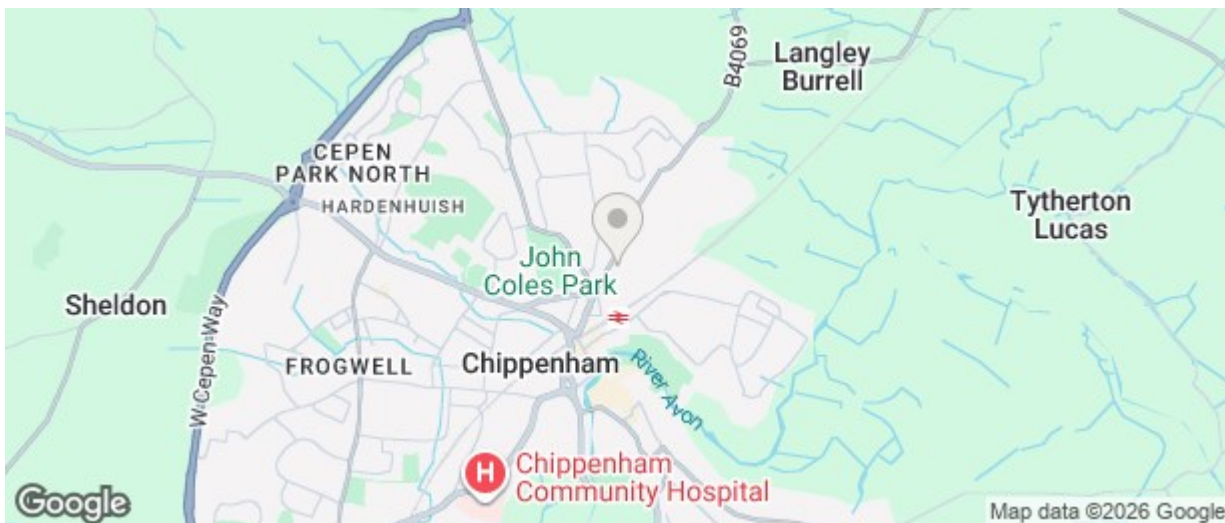 B4069
Langley
Burrell
CEPEN
PARK NORTH
HARDENHUISH
Tytherton
Lucas
John
Coles Park
Sheldon
W Cepen Way
FROGWELL
Chippenham
River Avon
H
Chippenham
Community Hospital
Google
Map data ©2026 Google